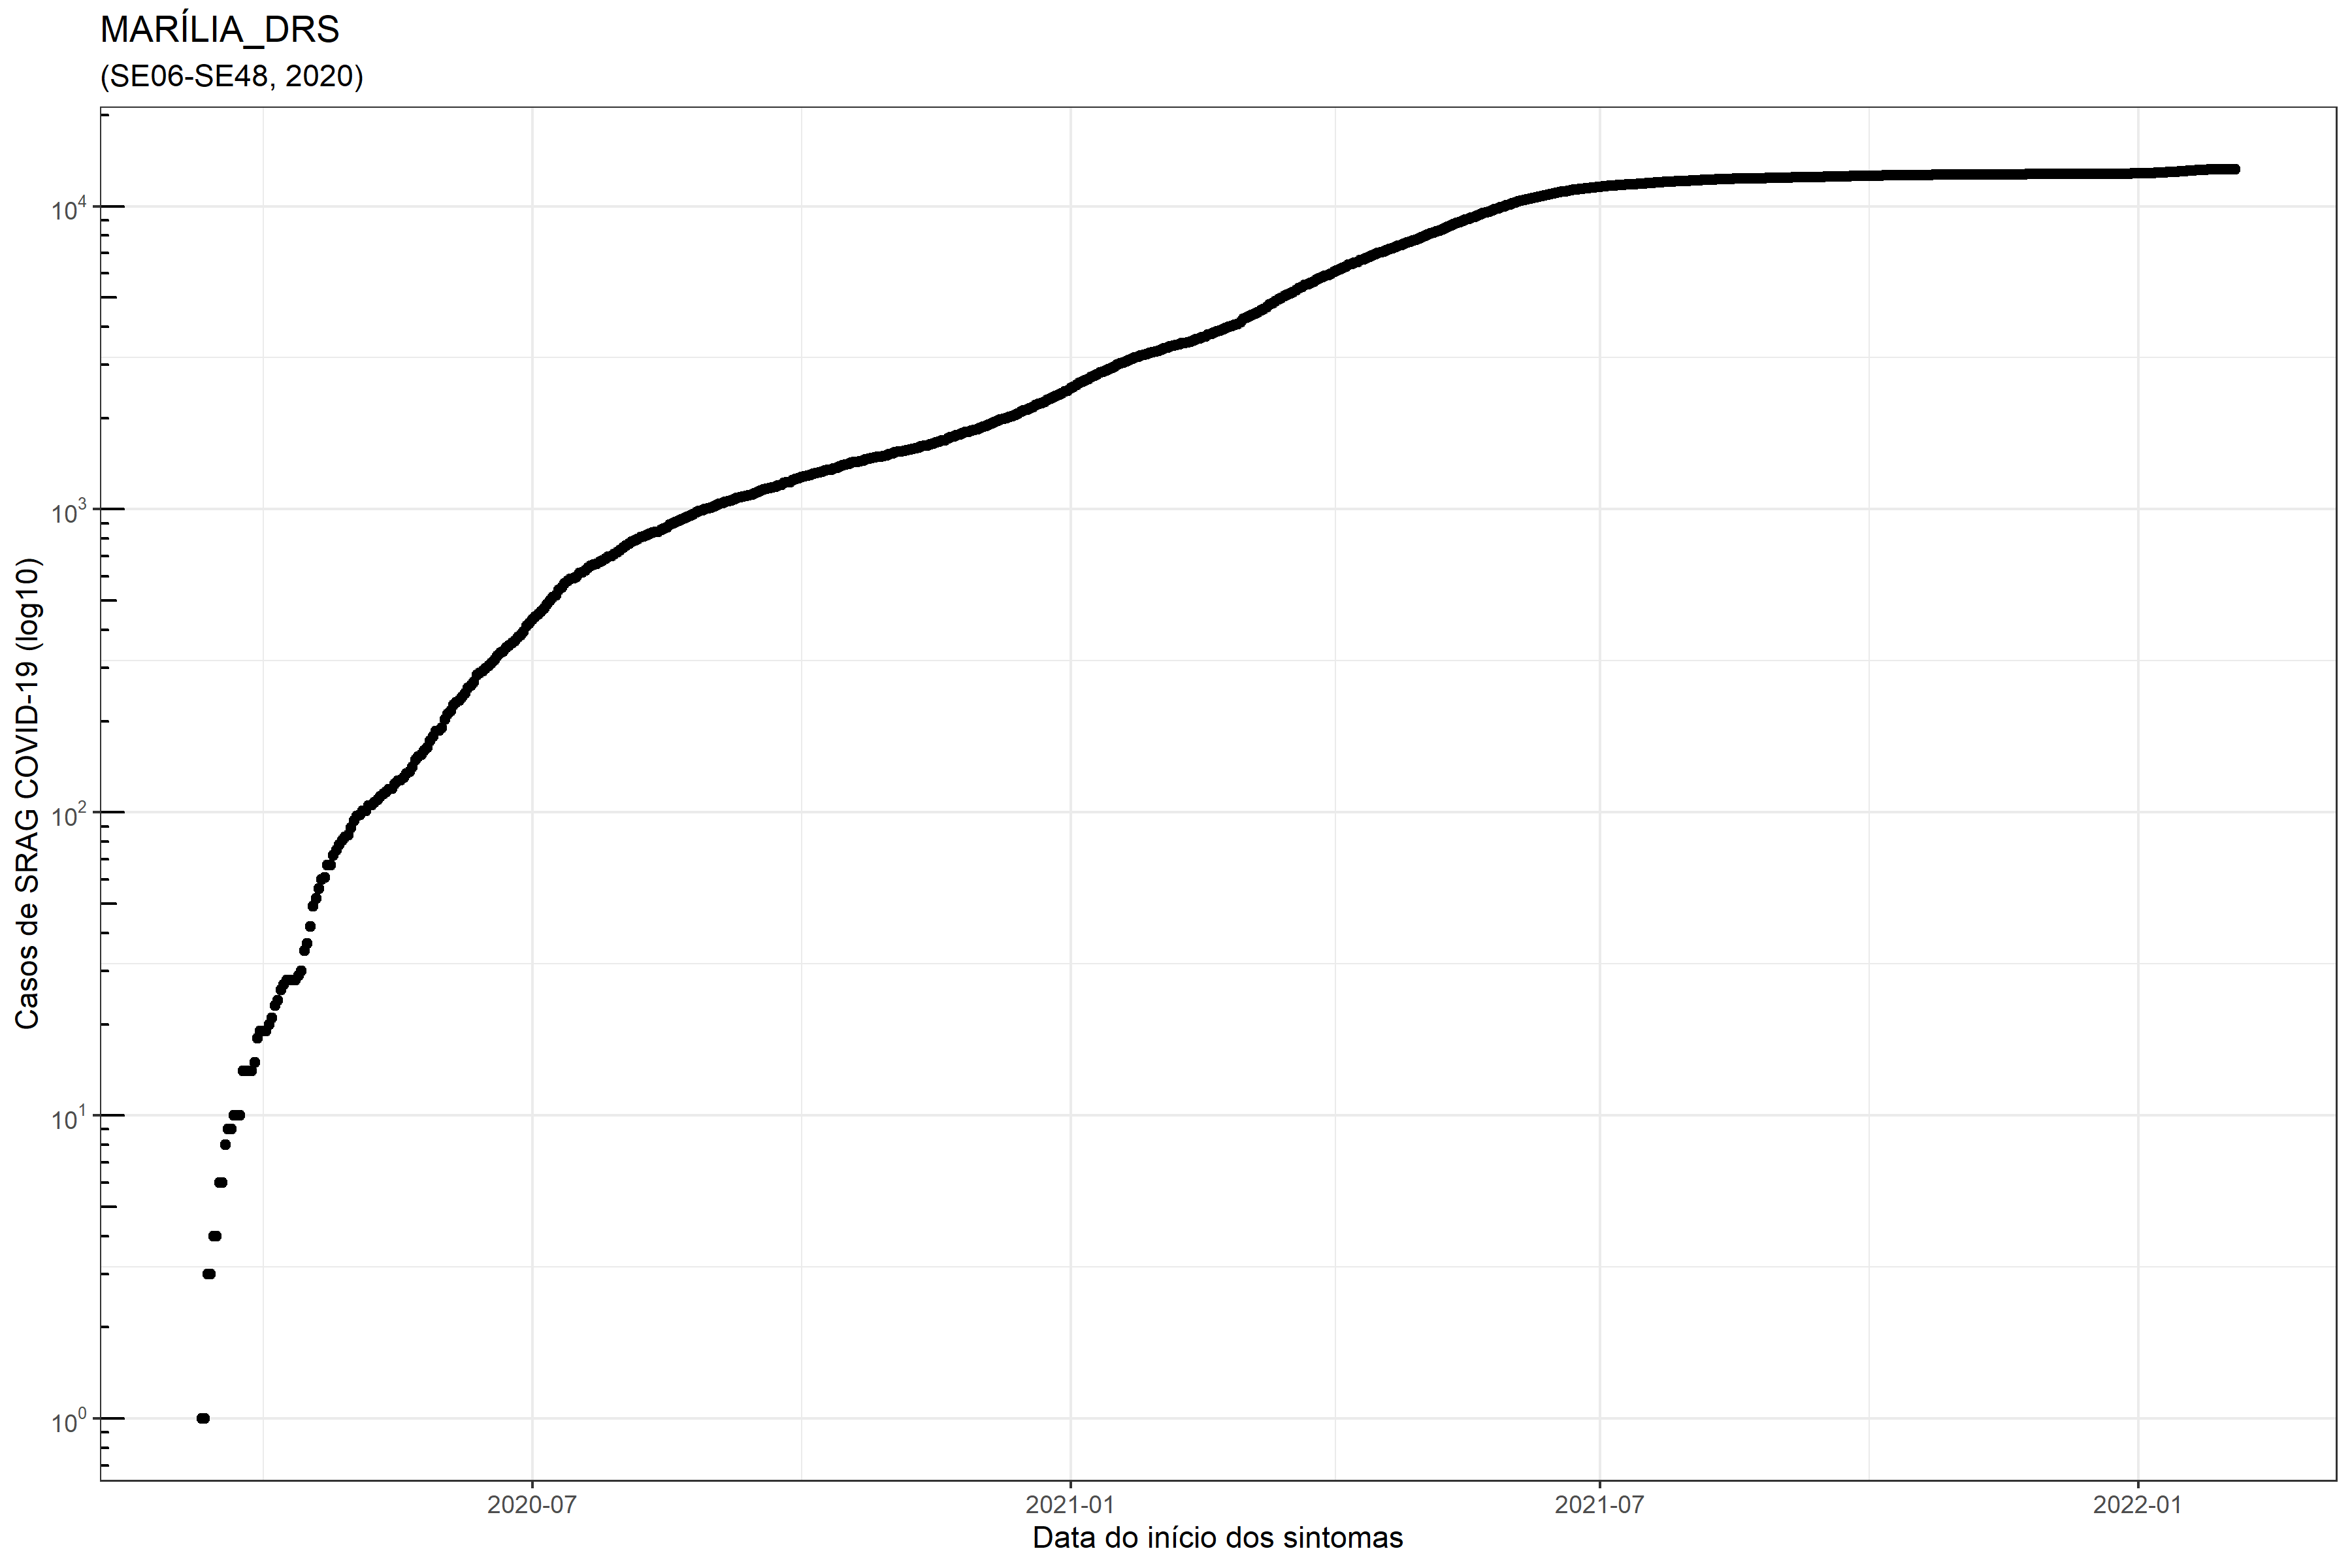 MARÍLIA_DRS
(SE06-SE48, 2020)
Casos de SRAG COVID-19 (log10)
10⁴
10³
10²
10¹
10⁰
2020-07
2021-01
2021-07
2022-01
Data do início dos sintomas